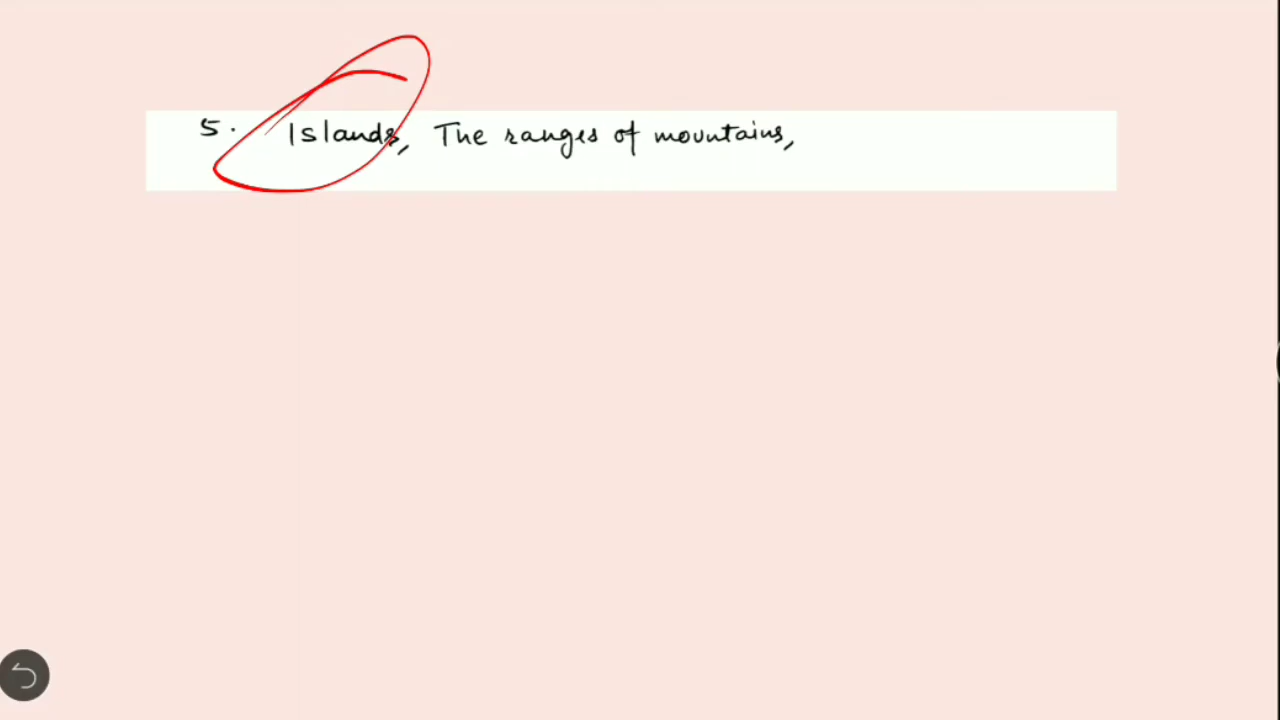 5. Islands, The ranges of mountains,